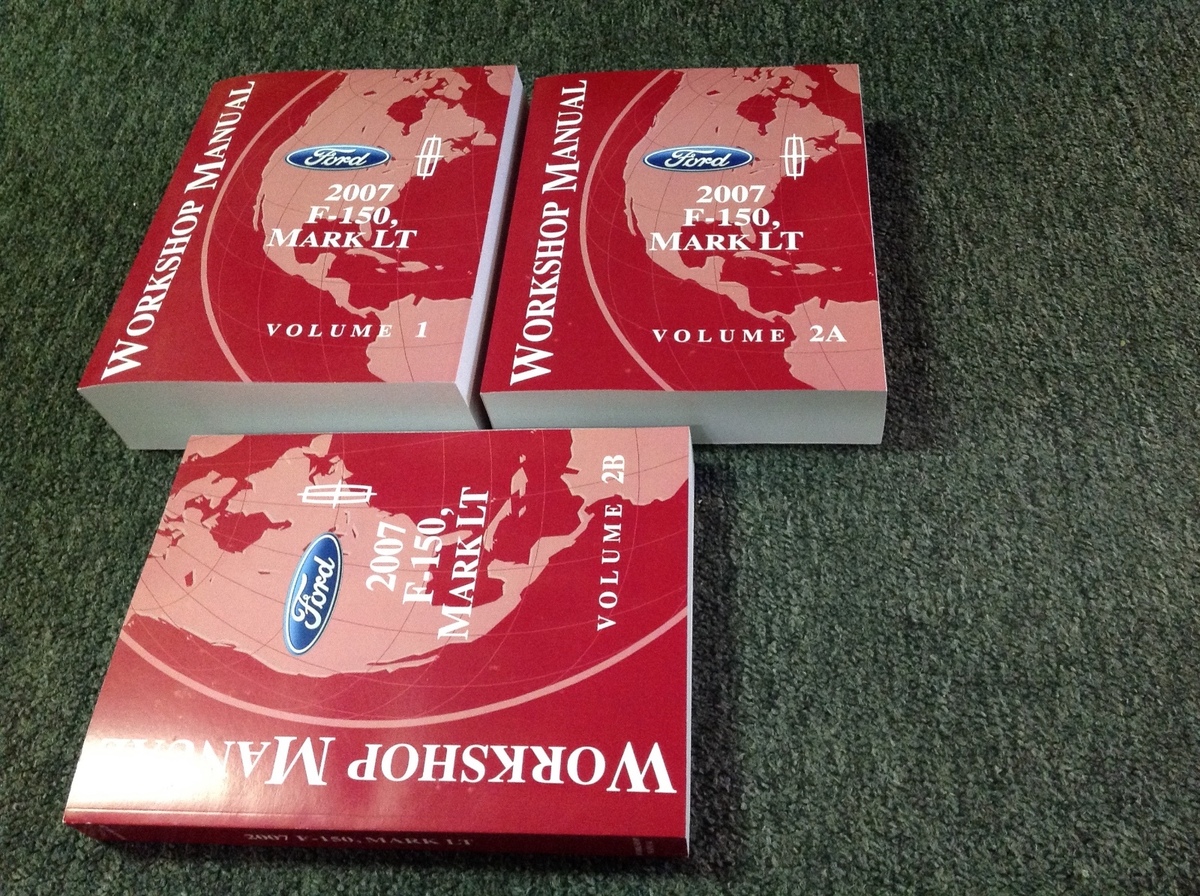 WORKSHOP MANUAL
Ford
2007
F-150,
MARK LT
VOLUME 1
WORKSHOP MANUAL
Ford
2007
F-150,
MARK LT
VOLUME 2A
WORKSHOP MANUAL
Ford
2007
F-150,
MARK LT
VOLUME 2B
2007 F-150, MARK LT